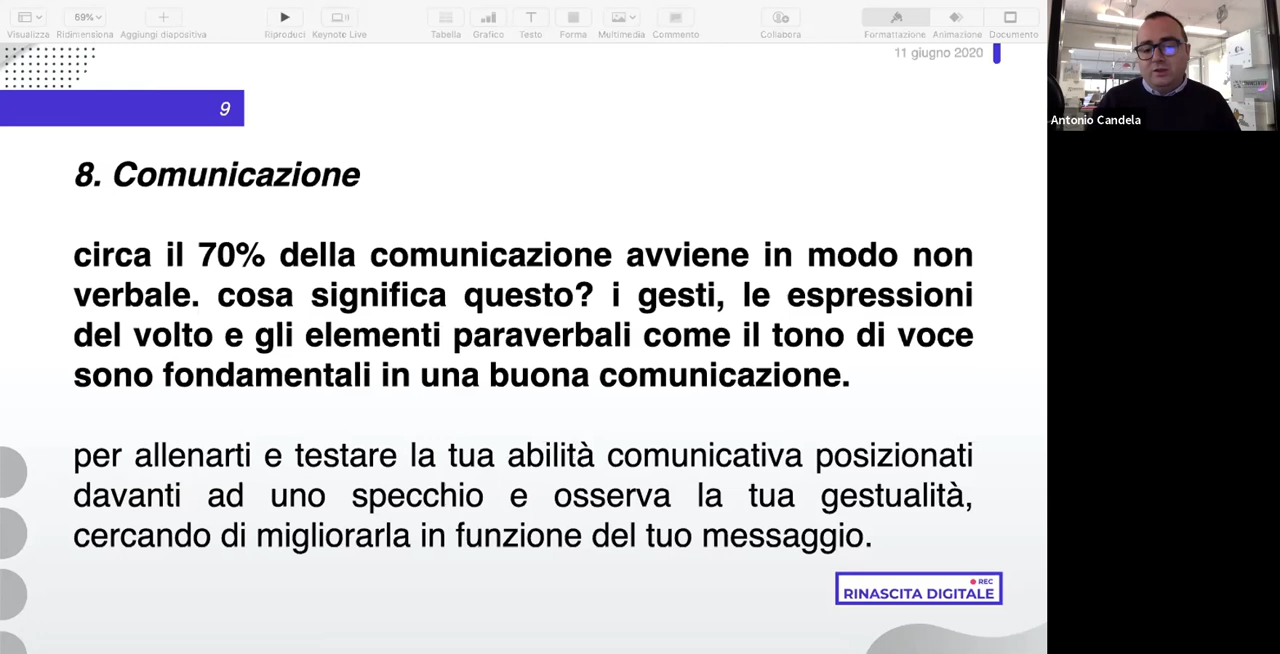 69%
Visualizza
Ridimensiona
Aggiungi diapositiva
Riproduci
Keynote Live
Tabella
Grafico
Testo
Forma
Multimedia
Commento
Collabora
Formattazione
Animazione
Documento
11 giugno 2020
Antonio Candela
9
8. Comunicazione
circa il 70% della comunicazione avviene in modo non
verbale. cosa significa questo? i gesti, le espressioni
del volto e gli elementi paraverbali come il tono di voce
sono fondamentali in una buona comunicazione.
per allenarti e testare la tua abilità comunicativa posizionati
davanti ad uno specchio e osserva la tua gestualità,
cercando di migliorarla in funzione del tuo messaggio.
REC
RINASCITA DIGITALE